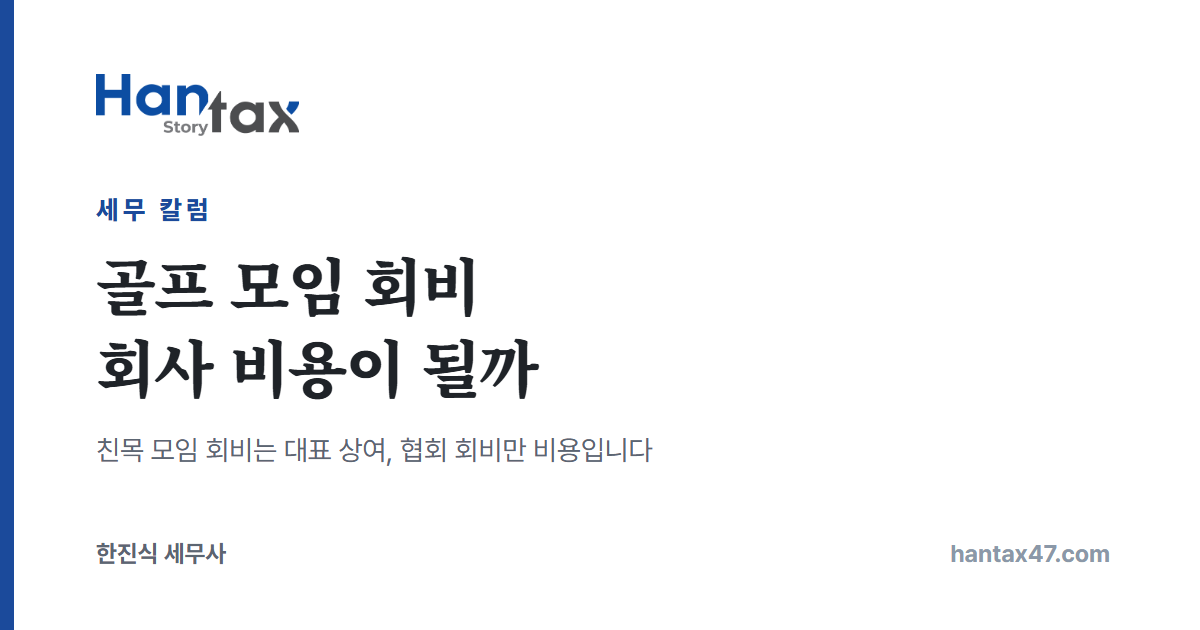 Hantax
Story
세무 칼럼
골프 모임 회비
회사 비용이 될까
친목 모임 회비는 대표 상여, 협회 회비만 비용입니다
한진식 세무사
hantax47.com